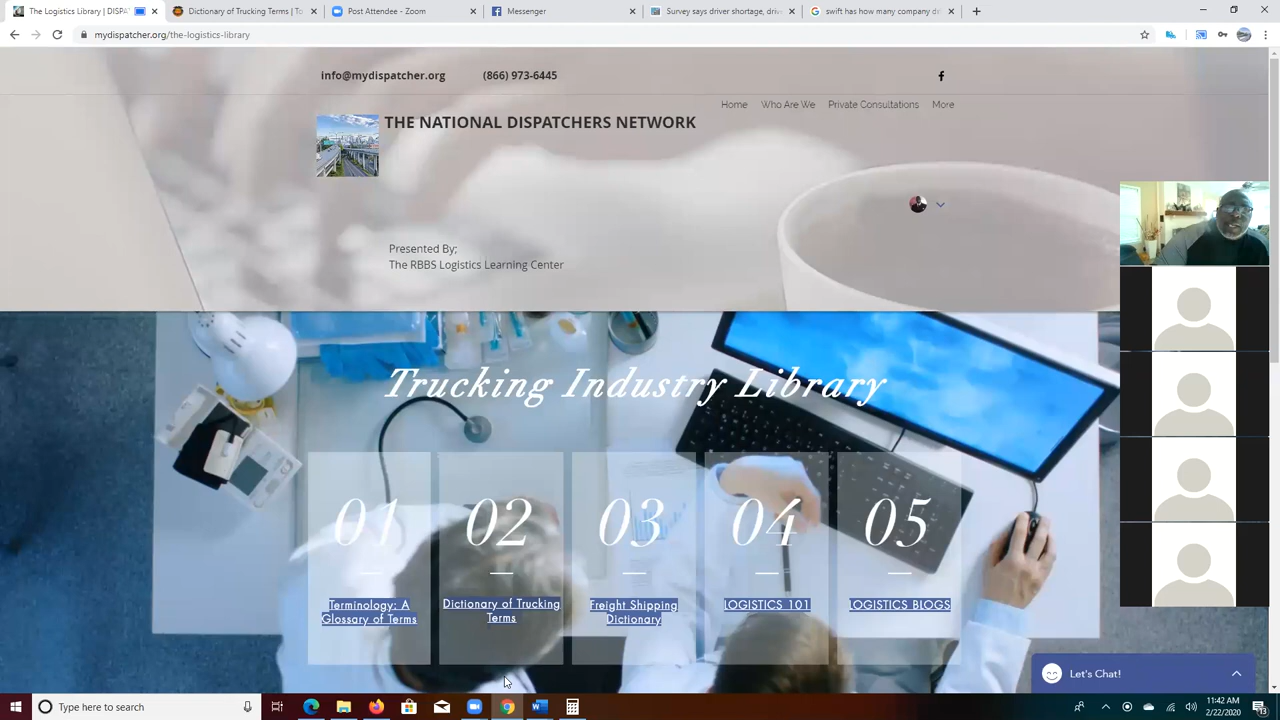 The Logistics Library | DISPA
Dictionary of Trucking Terms | To
Post Attendee - Zoom
Messenger
Survey says driver shortage, driv
swift has how many company dr
mydispatcher.org/the-logistics-library
info@mydispatcher.org
(866) 973-6445
Home
Who Are We
Private Consultations
More
THE NATIONAL DISPATCHERS NETWORK
Presented By;
The RBBS Logistics Learning Center
Trucking Industry Library
01
02
03
04
05
Terminology: A
Glossary of Terms
Dictionary of Trucking
Terms
Freight Shipping
Dictionary
LOGISTICS 101
LOGISTICS BLOGS
Let's Chat!
Type here to search
11:42 AM
2/22/2020